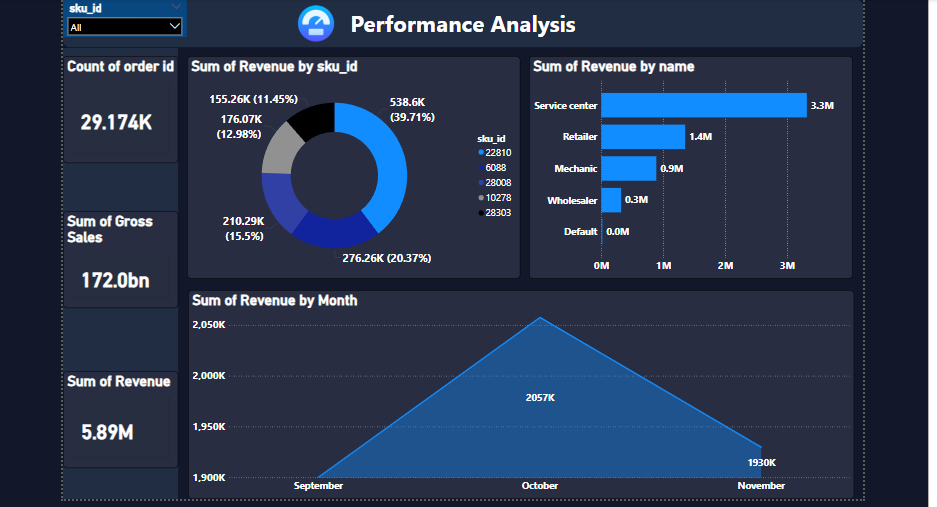 sku_id
All
Performance Analysis
Count of order id
29.174K
Sum of Gross
Sales
172.0bn
Sum of Revenue
5.89M
Sum of Revenue by sku_id
538.6K
(39.71%)
276.26K (20.37%)
210.29K
(15.5%)
176.07K
(12.98%)
155.26K (11.45%)
sku_id
22810
6088
28008
10278
28303
Sum of Revenue by name
Service center
3.3M
Retailer
1.4M
Mechanic
0.9M
Wholesaler
0.3M
Default
0.0M
0M 1M 2M 3M
Sum of Revenue by Month
2,050K
2,000K
1,950K
1,900K
2057K
1930K
September October November